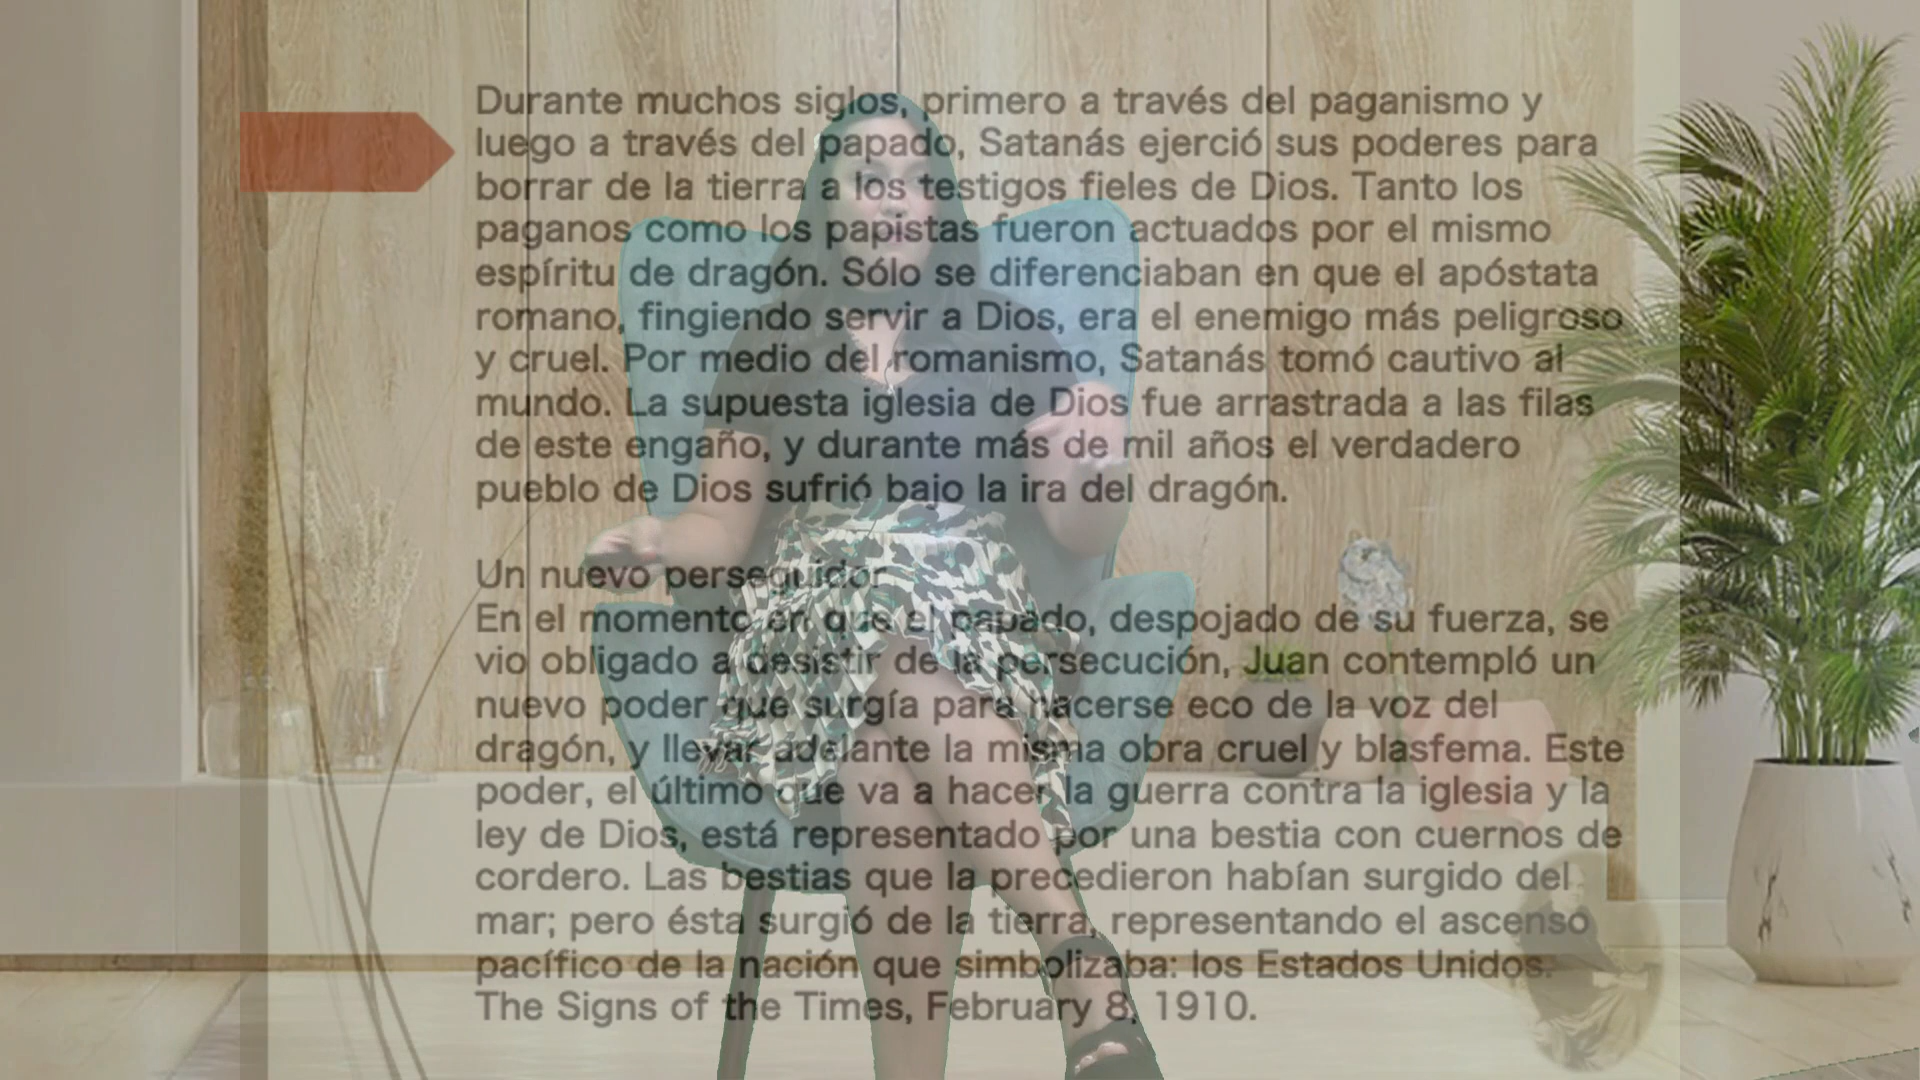 Durante muchos siglos, primero a través del paganismo y
luego a través del papado, Satanás ejerció sus poderes para
borrar de la tierra a los testigos fieles de Dios. Tanto los
paganos como los papistas fueron actuados por el mismo
espíritu de dragón. Sólo se diferenciaban en que el apóstata
romano, fingiendo servir a Dios, era el enemigo más peligroso
y cruel. Por medio del romanismo, Satanás tomó cautivo al
mundo. La supuesta iglesia de Dios fue arrastrada a las filas
de este engaño, y durante más de mil años el verdadero
pueblo de Dios sufrió bajo la ira del dragón.
Un nuevo perseguidor
En el momento en que el papado, despojado de su fuerza, se
vio obligado a desistir de la persecución, Juan contempló un
nuevo poder que surgía para hacerse eco de la voz del
dragón, y llevar adelante la misma obra cruel y blasfema. Este
poder, el último que va a hacer la guerra contra la iglesia y la
ley de Dios, está representado por una bestia con cuernos de
cordero. Las bestias que la precedieron habían surgido del
mar; pero ésta surgió de la tierra, representando el ascenso
pacífico de la nación que simbolizaba: los Estados Unidos.
The Signs of the Times, February 8, 1910.